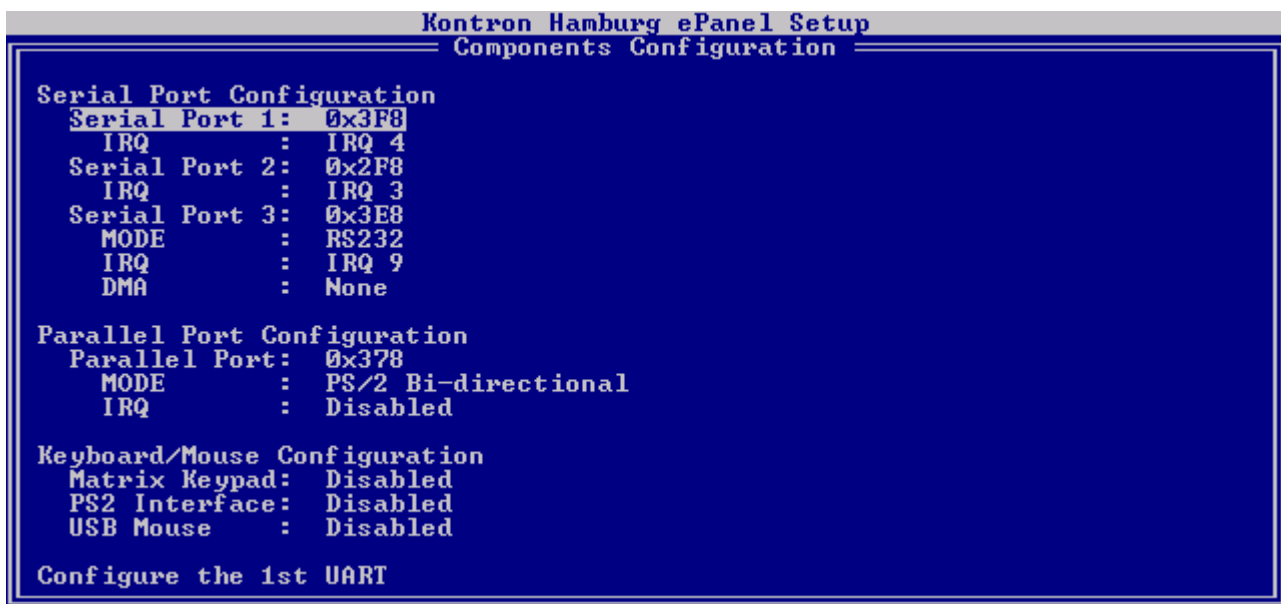 Kontron Hamburg ePanel Setup
Components Configuration
Serial Port Configuration
Serial Port 1: 0x3F8
IRQ : IRQ 4
Serial Port 2: 0x2F8
IRQ : IRQ 3
Serial Port 3: 0x3E8
MODE : RS232
IRQ : IRQ 9
DMA : None
Parallel Port Configuration
Parallel Port: 0x378
MODE : PS/2 Bi-directional
IRQ : Disabled
Keyboard/Mouse Configuration
Matrix Keypad: Disabled
PS2 Interface: Disabled
USB Mouse : Disabled
Configure the 1st UART